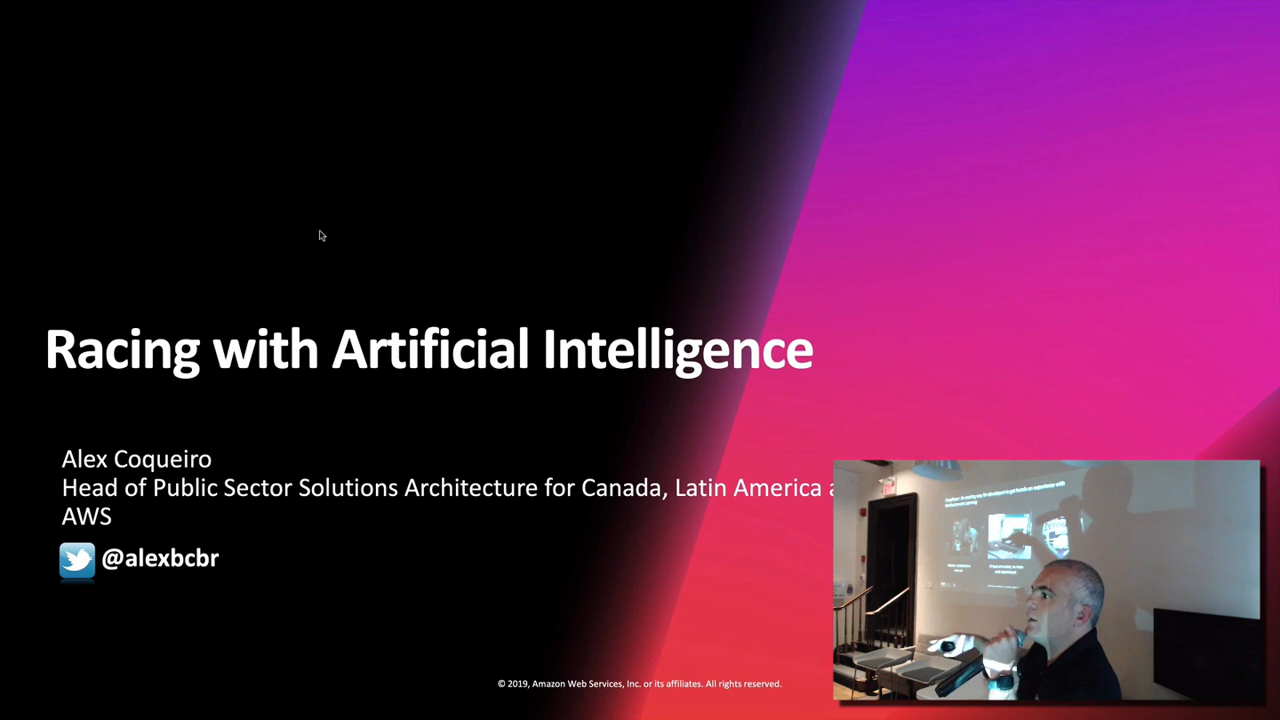 Racing with Artificial Intelligence
Alex Coqueiro
Head of Public Sector Solutions Architecture for Canada, Latin America
AWS
@alexbcbr
© 2019, Amazon Web Services, Inc. or its affiliates. All rights reserved.